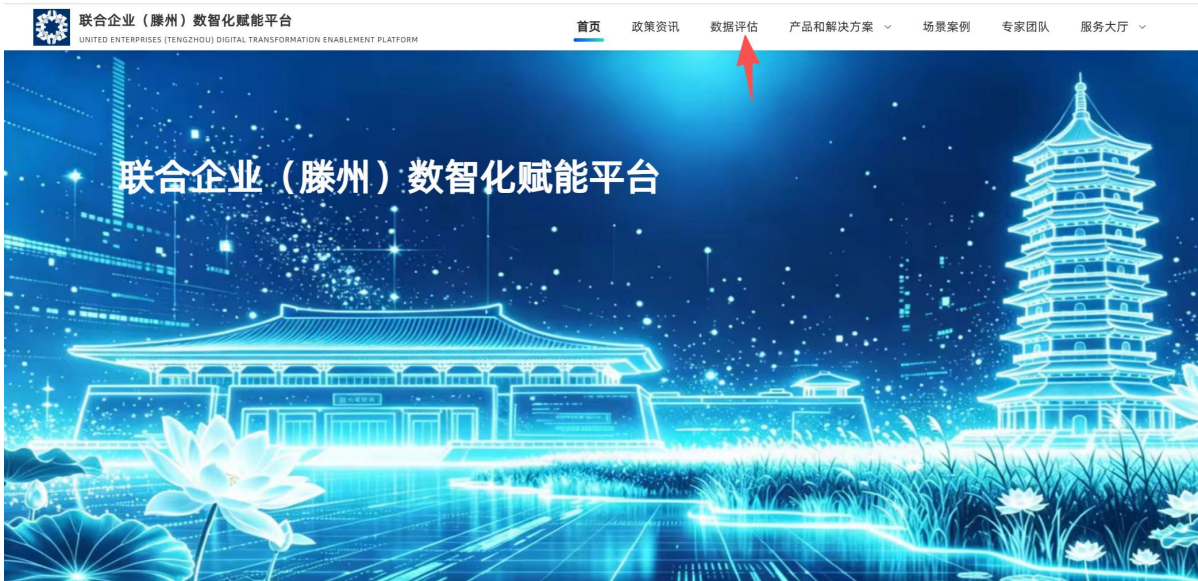 联合企业（滕州）数智化赋能平台
UNITED ENTERPRISES (TENGZHOU) DIGITAL TRANSFORMATION ENABLEMENT PLATFORM
首页 政策资讯 数据评估 产品和解决方案 场景案例 专家团队 服务大厅
联合企业（滕州）数智化赋能平台